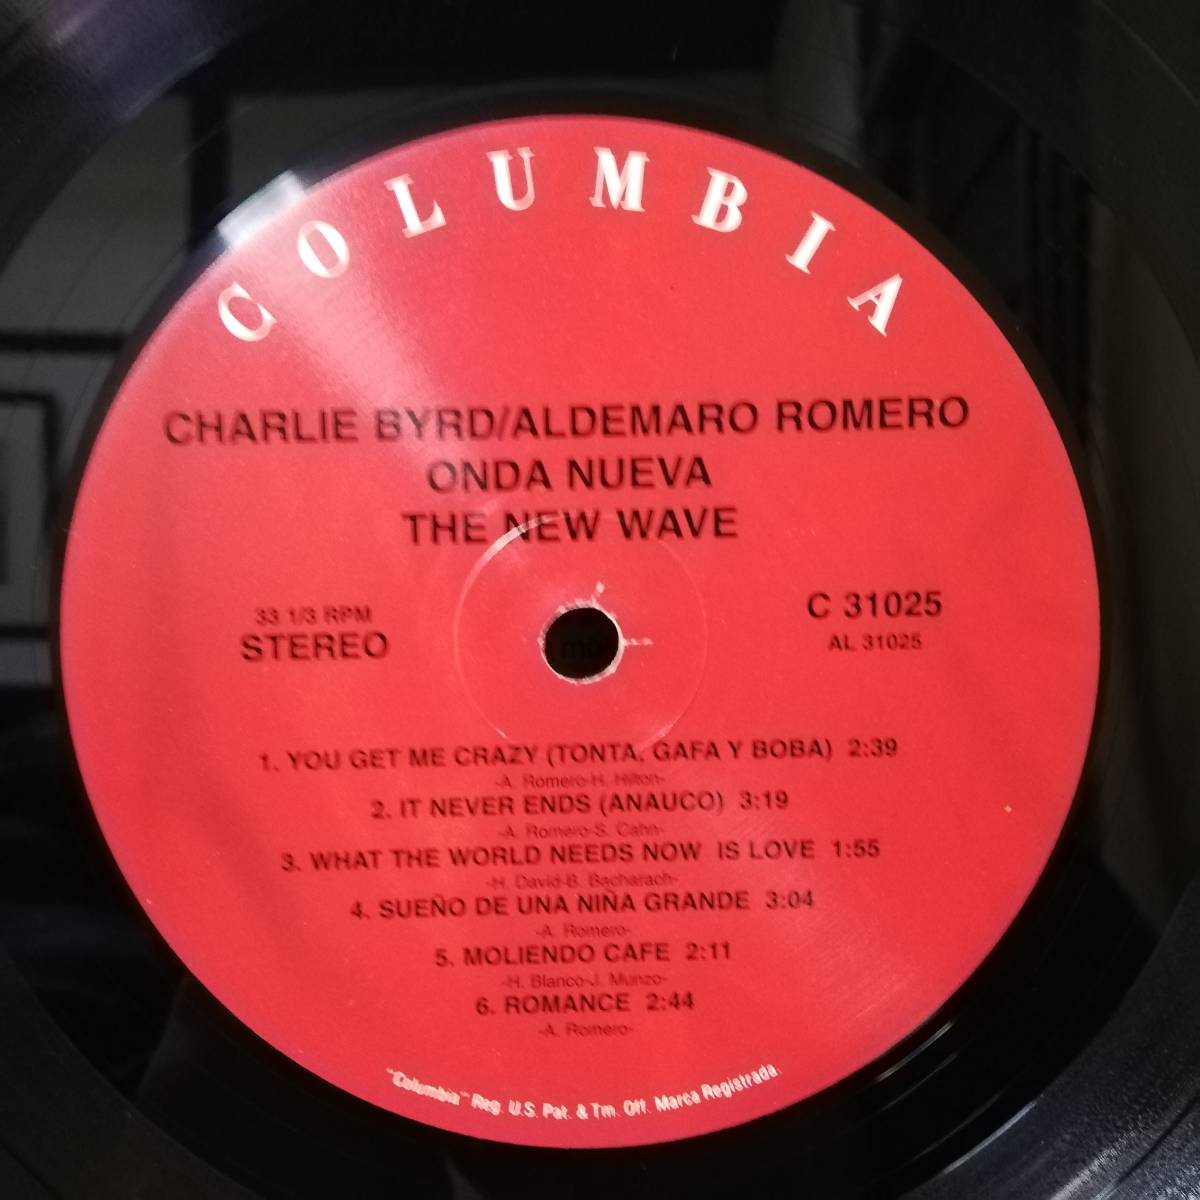 COLUMBIA
CHARLIE BYRD/ALDEMARO ROMERO
ONDA NUEVA
THE NEW WAVE
33 1/3 RPM
STEREO
C 31025
AL 31025
1. YOU GET ME CRAZY (TONTA, GAFA Y BOBA) 2:39
-A. Romero-H. Hilton-
2. IT NEVER ENDS (ANAUCO) 3:19
-A. Romero-S. Cahn-
3. WHAT THE WORLD NEEDS NOW IS LOVE 1:55
-H. David-B. Bacharach-
4. SUEÑO DE UNA NIÑA GRANDE 3:04
-A. Romero-
5. MOLIENDO CAFE 2:11
-H. Blanco-J. Munzo-
6. ROMANCE 2:44
-A. Romero-
"Columbia" Reg. U.S. Pat. & Tm. Off. Marca Registrada.